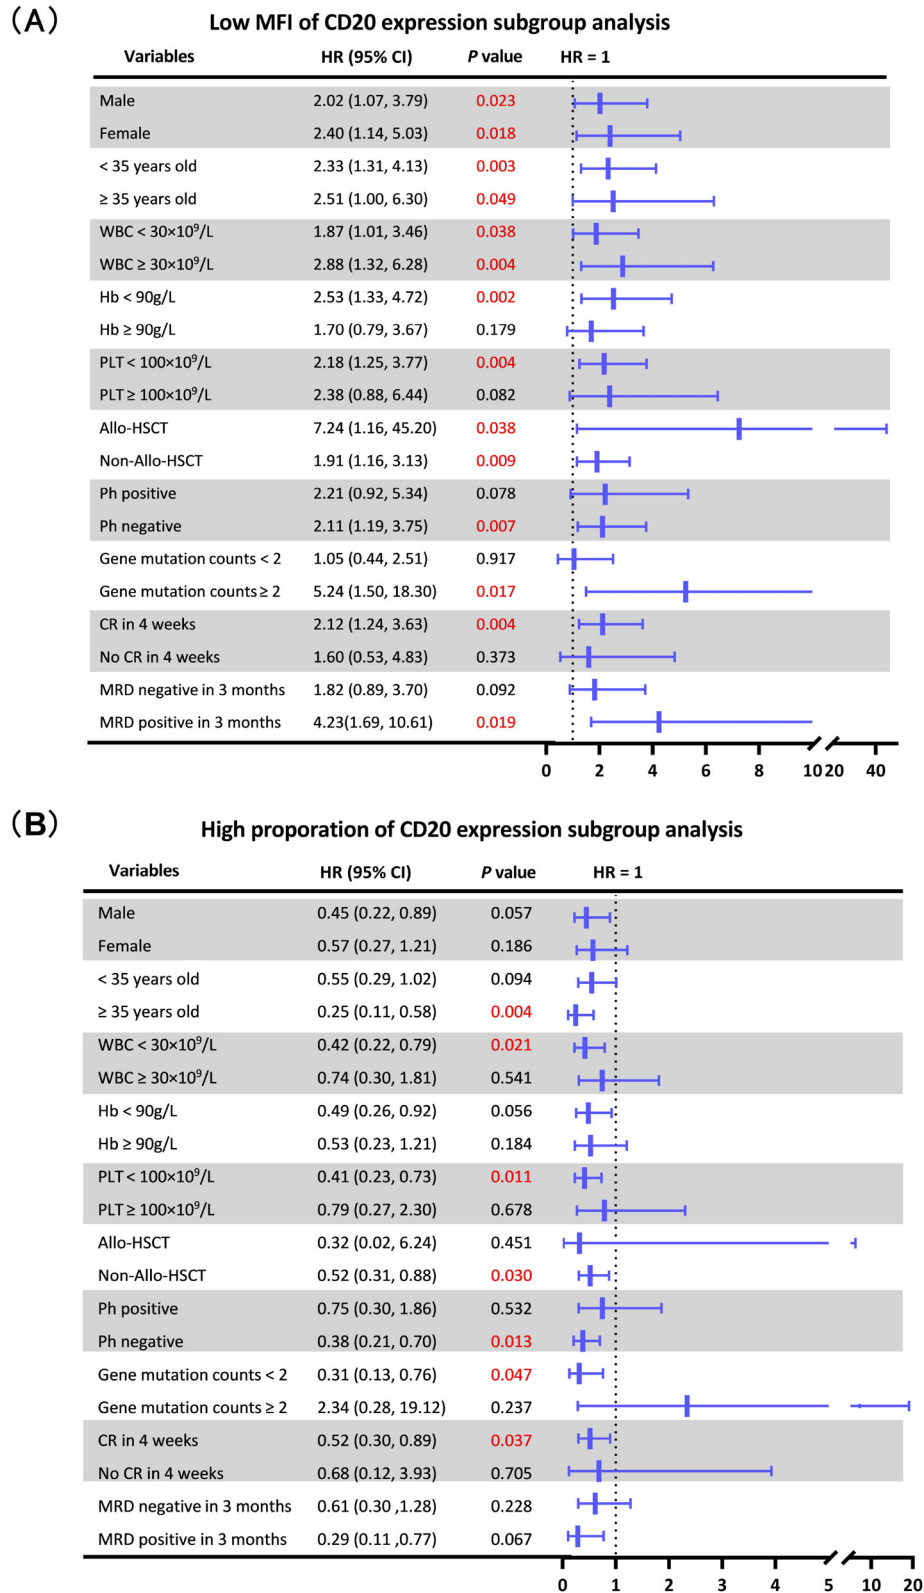 (A)
Low MFI of CD20 expression subgroup analysis
Variables HR (95% CI) P value HR = 1
Male 2.02 (1.07, 3.79) 0.023
Female 2.40 (1.14, 5.03) 0.018
< 35 years old 2.33 (1.31, 4.13) 0.003
≥ 35 years old 2.51 (1.00, 6.30) 0.049
WBC < 30×10⁹/L 1.87 (1.01, 3.46) 0.038
WBC ≥ 30×10⁹/L 2.88 (1.32, 6.28) 0.004
Hb < 90g/L 2.53 (1.33, 4.72) 0.002
Hb ≥ 90g/L 1.70 (0.79, 3.67) 0.179
PLT < 100×10⁹/L 2.18 (1.25, 3.77) 0.004
PLT ≥ 100×10⁹/L 2.38 (0.88, 6.44) 0.082
Allo-HSCT 7.24 (1.16, 45.20) 0.038
Non-Allo-HSCT 1.91 (1.16, 3.13) 0.009
Ph positive 2.21 (0.92, 5.34) 0.078
Ph negative 2.11 (1.19, 3.75) 0.007
Gene mutation counts < 2 1.05 (0.44, 2.51) 0.917
Gene mutation counts ≥ 2 5.24 (1.50, 18.30) 0.017
CR in 4 weeks 2.12 (1.24, 3.63) 0.004
No CR in 4 weeks 1.60 (0.53, 4.83) 0.373
MRD negative in 3 months 1.82 (0.89, 3.70) 0.092
MRD positive in 3 months 4.23(1.69, 10.61) 0.019
0 2 4 6 8 10 20 40
(B)
High proporation of CD20 expression subgroup analysis
Variables HR (95% CI) P value HR = 1
Male 0.45 (0.22, 0.89) 0.057
Female 0.57 (0.27, 1.21) 0.186
< 35 years old 0.55 (0.29, 1.02) 0.094
≥ 35 years old 0.25 (0.11, 0.58) 0.004
WBC < 30×10⁹/L 0.42 (0.22, 0.79) 0.021
WBC ≥ 30×10⁹/L 0.74 (0.30, 1.81) 0.541
Hb < 90g/L 0.49 (0.26, 0.92) 0.056
Hb ≥ 90g/L 0.53 (0.23, 1.21) 0.184
PLT < 100×10⁹/L 0.41 (0.23, 0.73) 0.011
PLT ≥ 100×10⁹/L 0.79 (0.27, 2.30) 0.678
Allo-HSCT 0.32 (0.02, 6.24) 0.451
Non-Allo-HSCT 0.52 (0.31, 0.88) 0.030
Ph positive 0.75 (0.30, 1.86) 0.532
Ph negative 0.38 (0.21, 0.70) 0.013
Gene mutation counts < 2 0.31 (0.13, 0.76) 0.047
Gene mutation counts ≥ 2 2.34 (0.28, 19.12) 0.237
CR in 4 weeks 0.52 (0.30, 0.89) 0.037
No CR in 4 weeks 0.68 (0.12, 3.93) 0.705
MRD negative in 3 months 0.61 (0.30 ,1.28) 0.228
MRD positive in 3 months 0.29 (0.11 ,0.77) 0.067
0 1 2 3 4 5 10 20